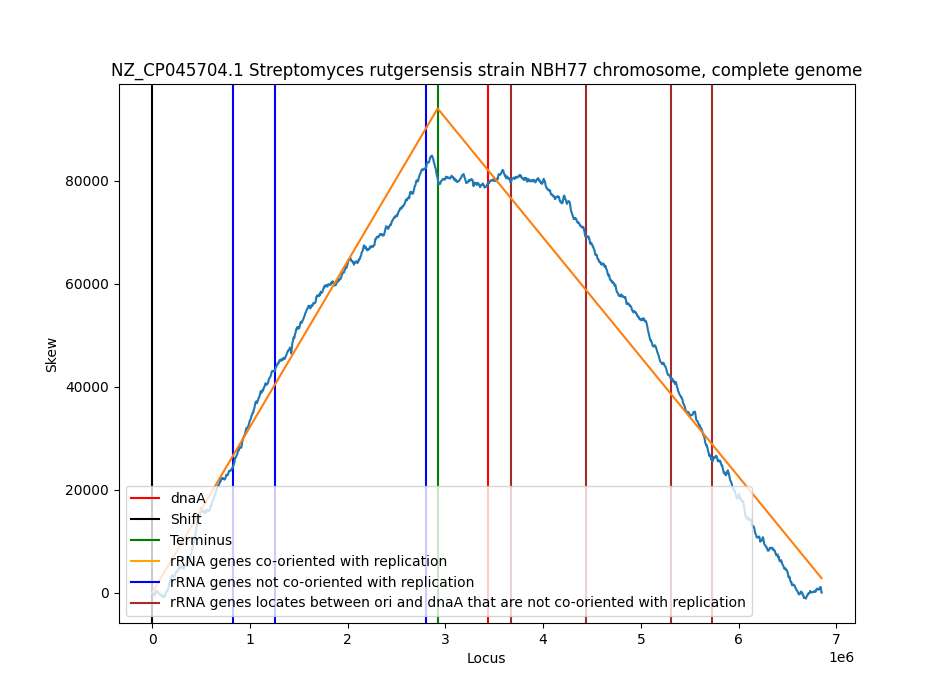 NZ_CP045704.1 Streptomyces rutgersensis strain NBH77 chromosome, complete genome
80000
60000
40000
20000
0
Skew
dnaA
Shift
Terminus
rRNA genes co-oriented with replication
rRNA genes not co-oriented with replication
rRNA genes locates between ori and dnaA that are not co-oriented with replication
0 1 2 3 4 5 6 7
1e6
Locus